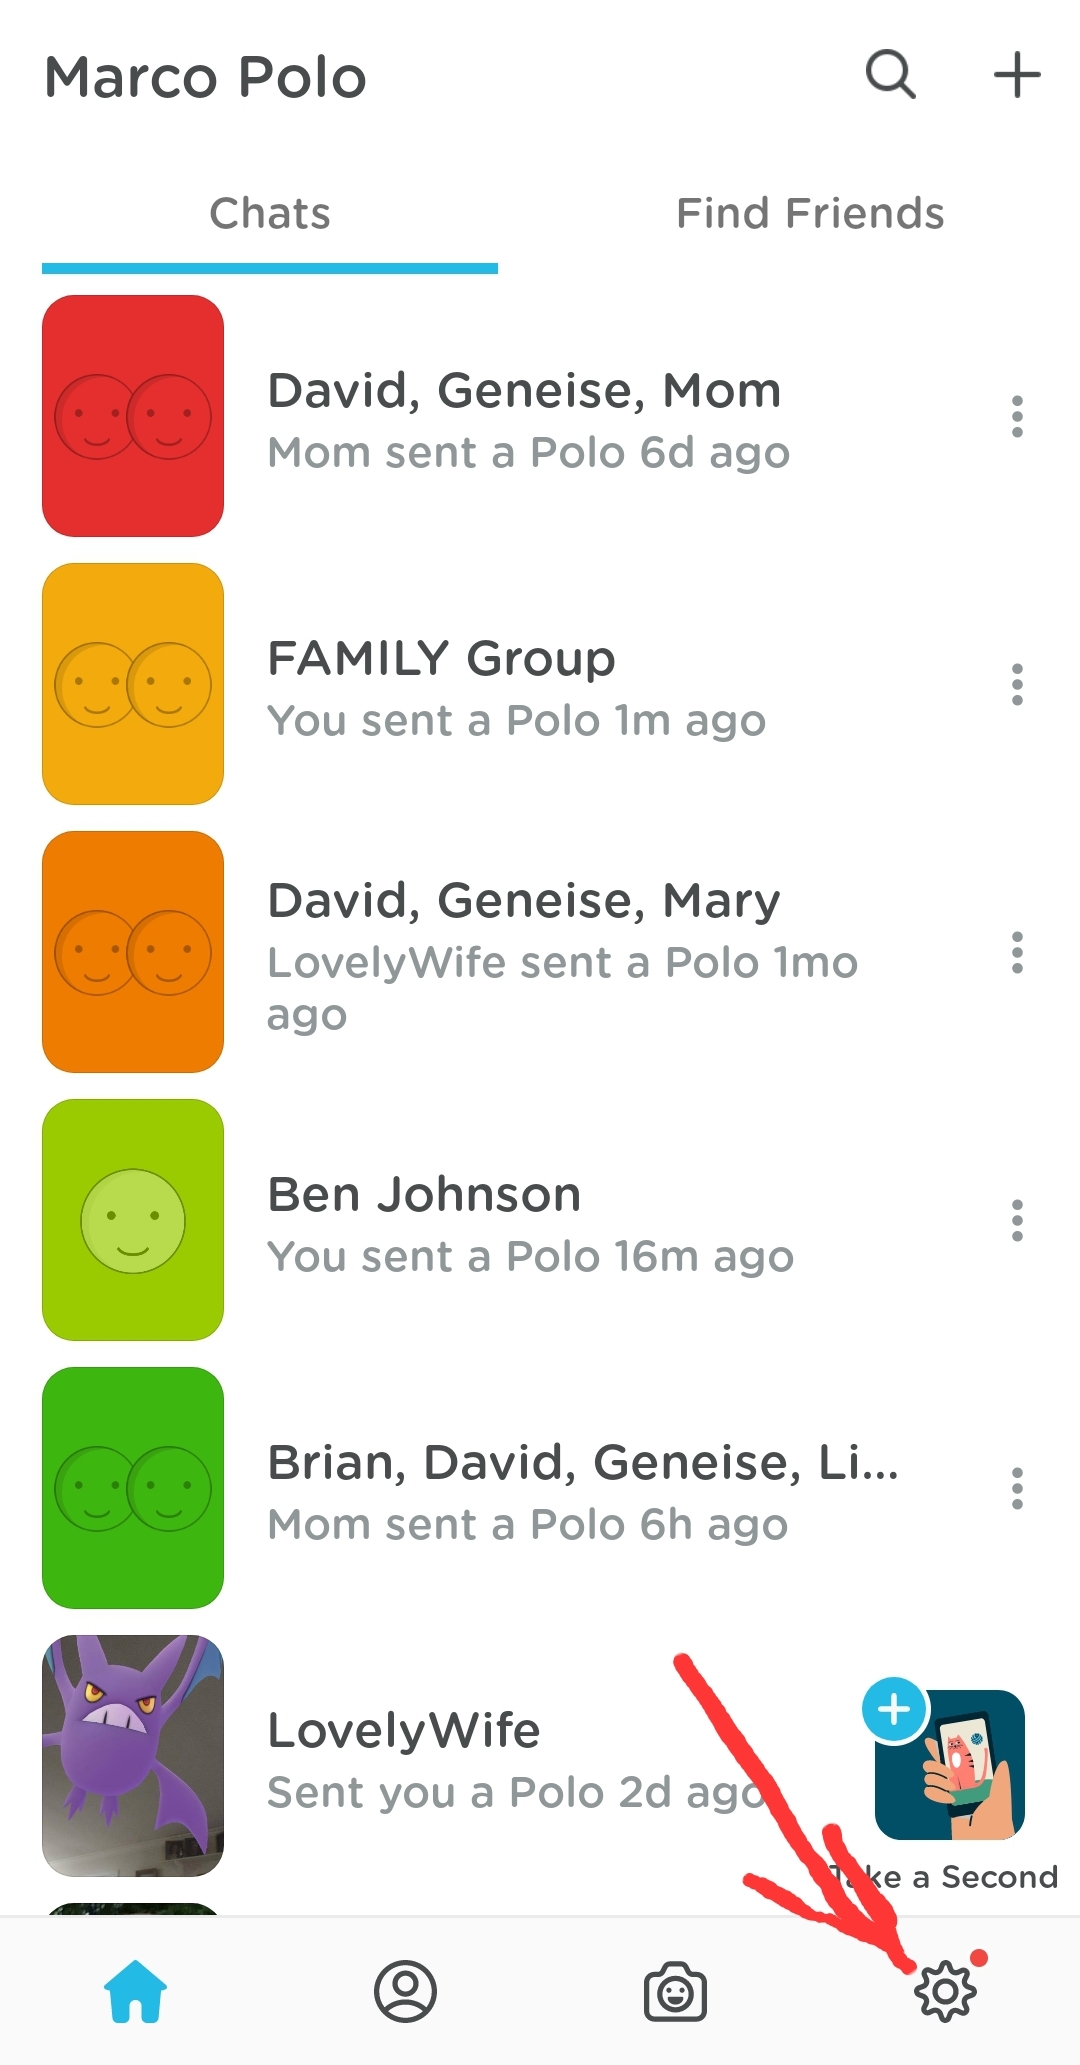 Marco Polo
Chats
Find Friends
David, Geneise, Mom
Mom sent a Polo 6d ago
FAMILY Group
You sent a Polo 1m ago
David, Geneise, Mary
LovelyWife sent a Polo 1mo
ago
Ben Johnson
You sent a Polo 16m ago
Brian, David, Geneise, Li...
Mom sent a Polo 6h ago
LovelyWife
Sent you a Polo 2d ago
Take a Second